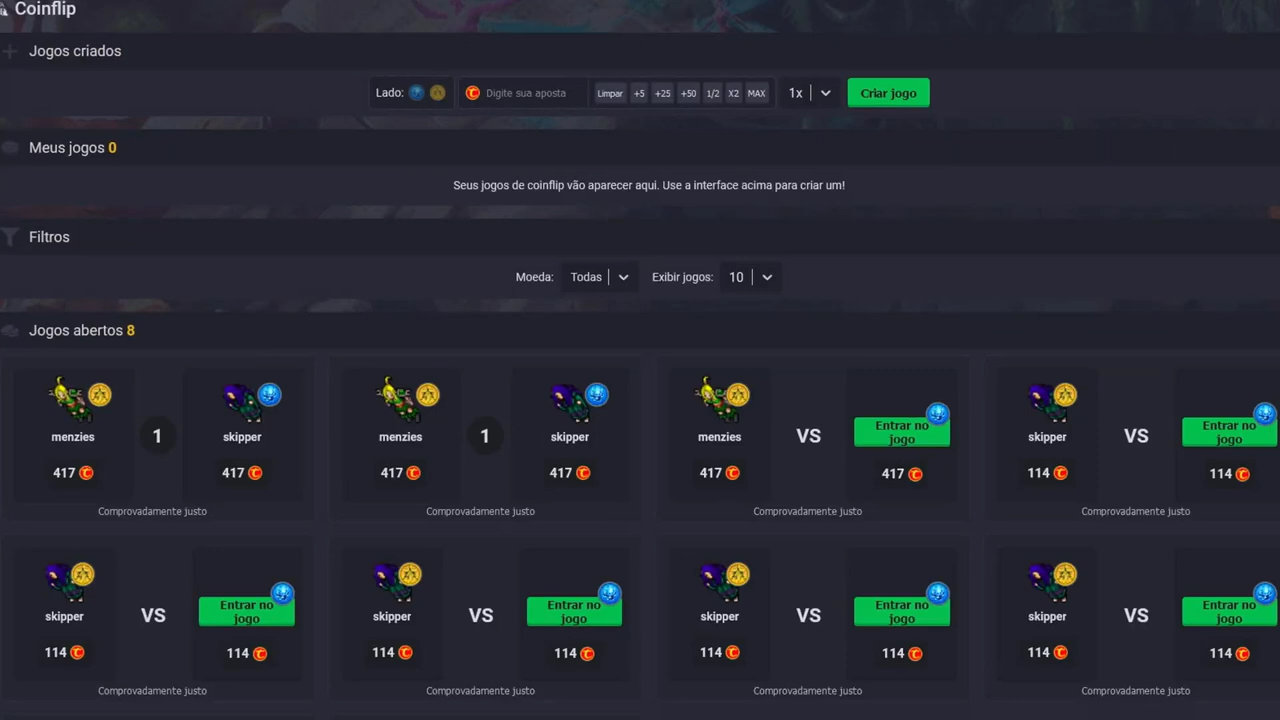 Coinflip
Jogos criados
Lado: Digite sua aposta Limpar +5 +25 +50 1/2 X2 MAX 1x Criar jogo
Meus jogos 0
Seus jogos de coinflip vão aparecer aqui. Use a interface acima para criar um!
Filtros
Moeda: Todas Exibir jogos: 10
Jogos abertos 8
menzies 1 skipper
417 417
Comprovadamente justo
menzies 1 skipper
417 417
Comprovadamente justo
menzies VS Entrar no
jogo
417 417
Comprovadamente justo
skipper VS Entrar no
jogo
114 114
Comprovadamente justo
skipper VS Entrar no
jogo
114 114
Comprovadamente justo
skipper VS Entrar no
jogo
114 114
Comprovadamente justo
skipper VS Entrar no
jogo
114 114
Comprovadamente justo
skipper VS Entrar no
jogo
114 114
Comprovadamente justo